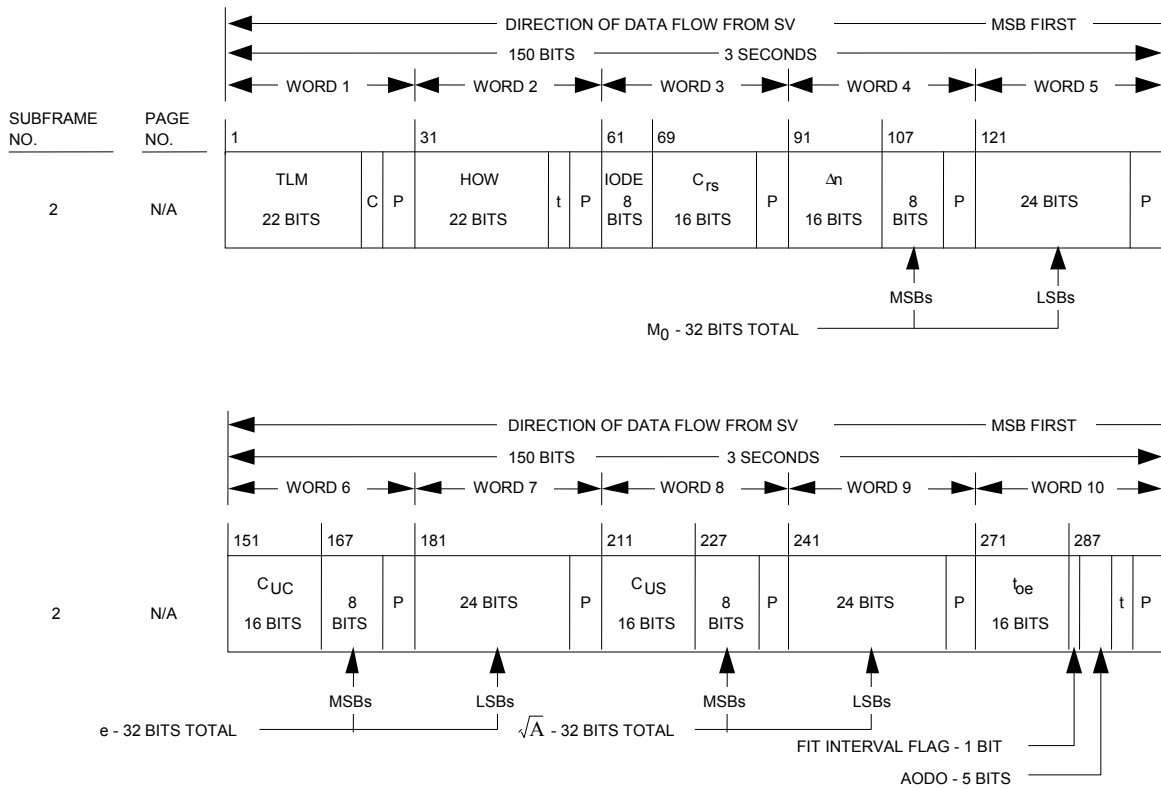 DIRECTION OF DATA FLOW FROM SV MSB FIRST
150 BITS 3 SECONDS
WORD 1 WORD 2 WORD 3 WORD 4 WORD 5
SUBFRAME NO. PAGE NO.
1 31 61 69 91 107 121
2 N/A
TLM 22 BITS C P
HOW 22 BITS t P
IODE 8 BITS
Crs 16 BITS P
Δn 16 BITS
8 BITS P
24 BITS P
MSBs LSBs
M0 - 32 BITS TOTAL
DIRECTION OF DATA FLOW FROM SV MSB FIRST
150 BITS 3 SECONDS
WORD 6 WORD 7 WORD 8 WORD 9 WORD 10
151 167 181 211 227 241 271 287
2 N/A
CUC 16 BITS
8 BITS P
24 BITS P
CUS 16 BITS
8 BITS P
24 BITS P
toe 16 BITS
t P
MSBs LSBs MSBs LSBs
e - 32 BITS TOTAL √A - 32 BITS TOTAL
FIT INTERVAL FLAG - 1 BIT
AODO - 5 BITS